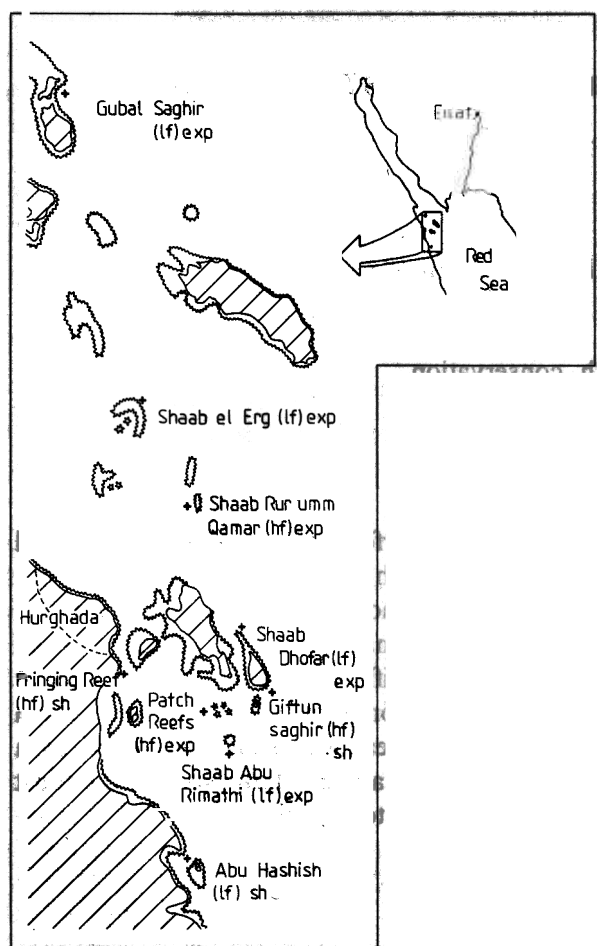 Gubal Saghir
(lf) exp
Eilat
Red
Sea
Shaab el Erg (lf) exp
Shaab Rur umm
Qamar (hf) exp
Hurghada
Shaab
Dhofar (lf)
exp
Fringing Reef
(hf) sh
Patch
Reefs
(hf) exp
Giftun
saghir (hf)
sh
Shaab Abu
Rimathi (lf) exp
Abu Hashish
(lf) sh